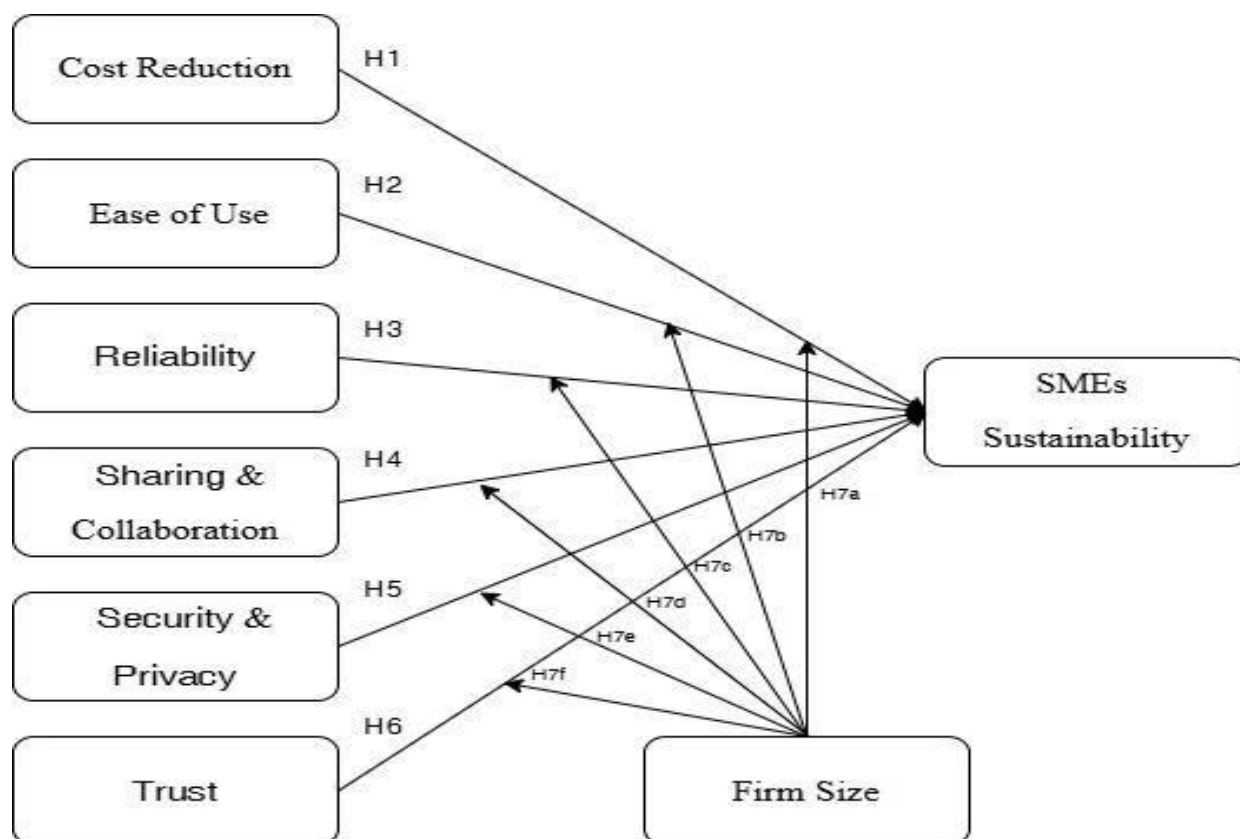 Cost Reduction
H1
Ease of Use
H2
Reliability
H3
Sharing &
Collaboration
H4
Security &
Privacy
H5
Trust
H6
SMEs
Sustainability
H7a
H7b
H7c
H7d
H7e
H7f
Firm Size